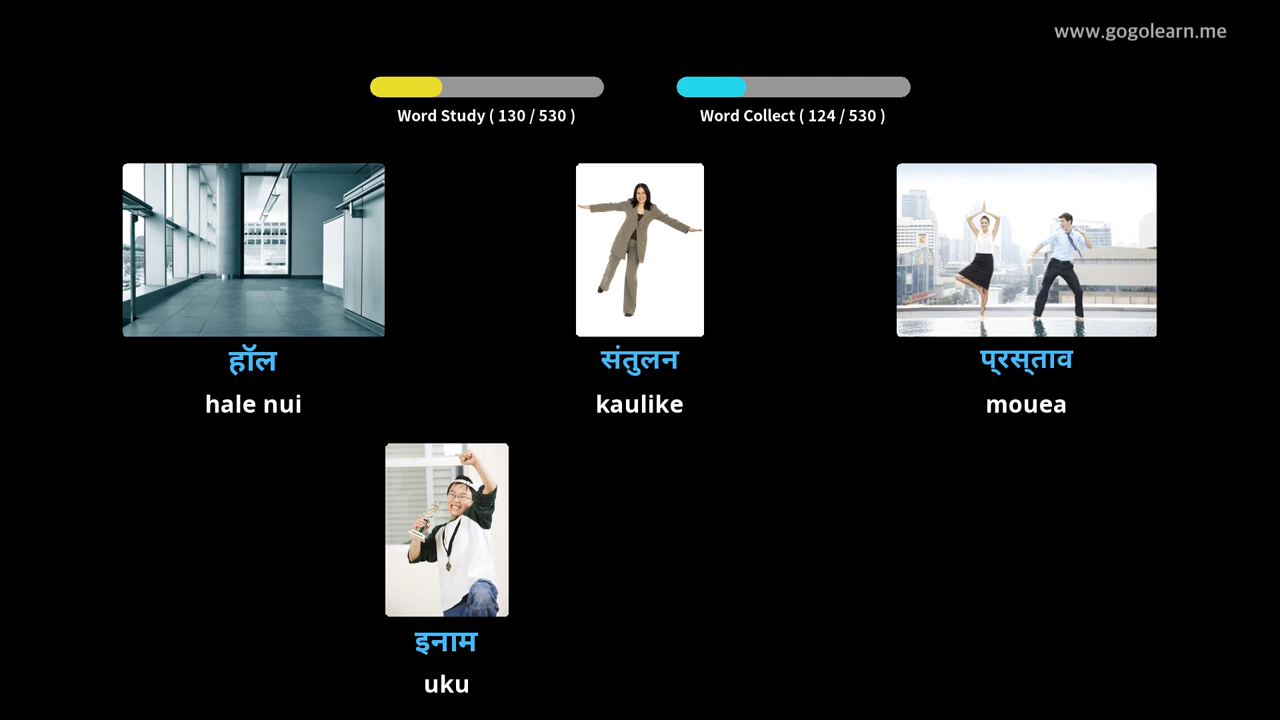 www.gogolearn.me
Word Study ( 130 / 530 )
Word Collect ( 124 / 530 )
हॉल
संतुलन
प्रस्ताव
hale nui
kaulike
mouea
इनाम
uku